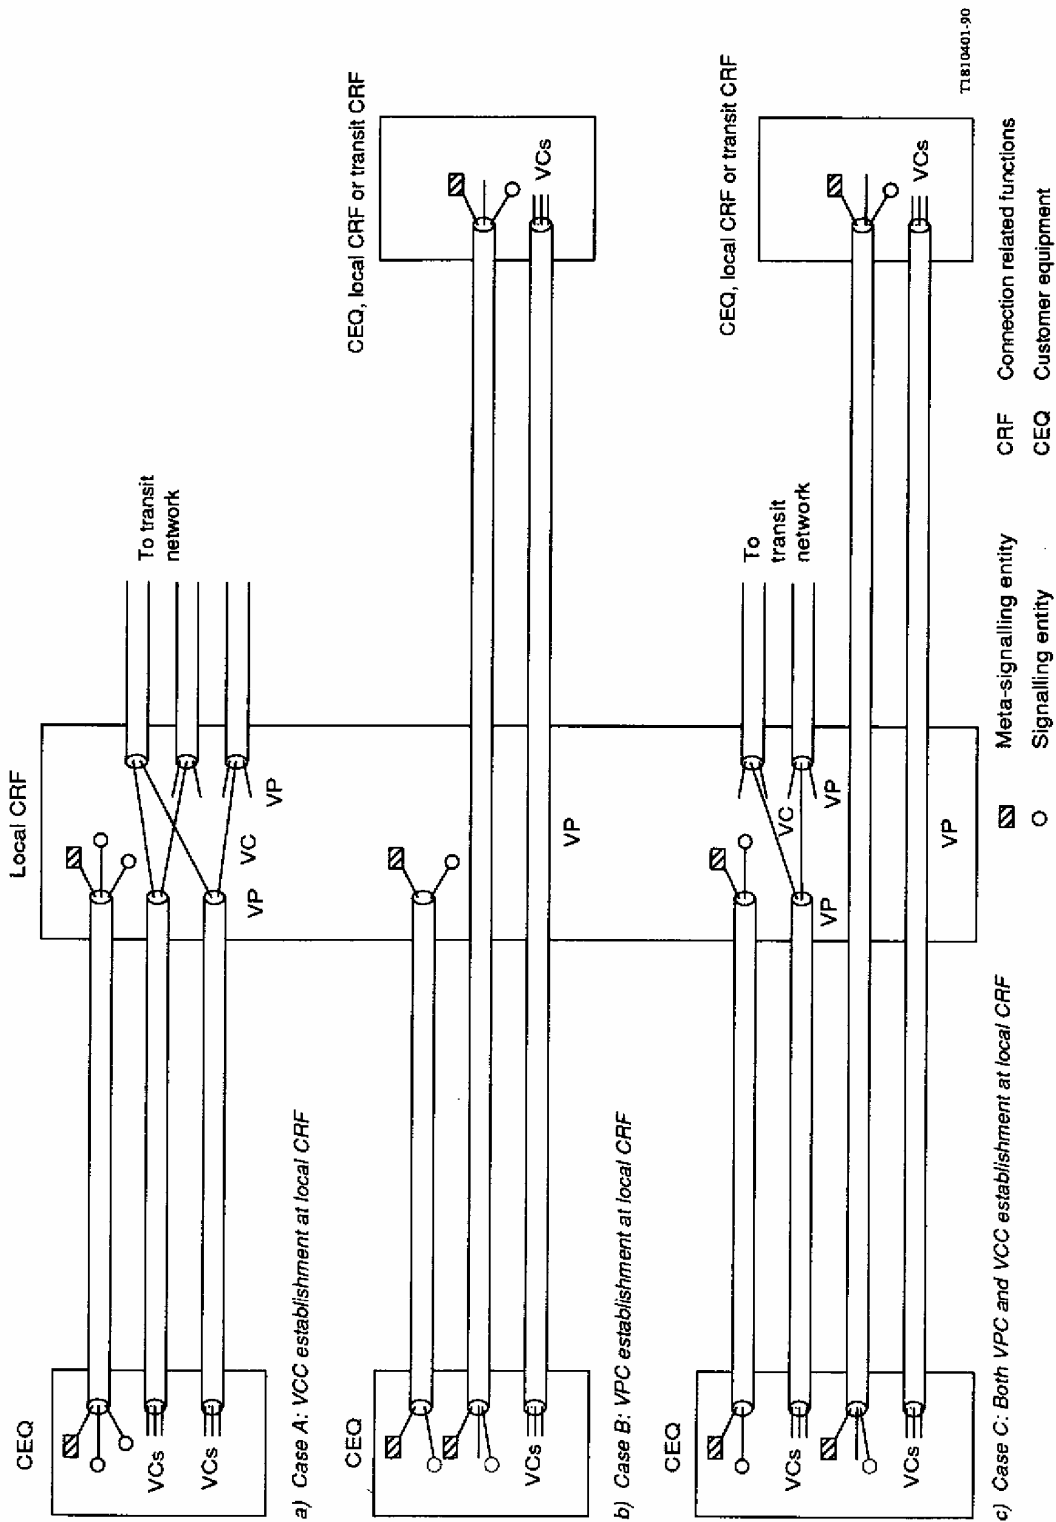 Local CRF
CEQ
To transit
network
VCs
VCs
VP
VC
VP
a) Case A: VCC establishment at local CRF
CEQ
CEQ, local CRF or transit CRF
VCs
VP
VCs
b) Case B: VPC establishment at local CRF
CEQ
CEQ, local CRF or transit CRF
To
transit
network
VCs
VP
VC
VP
VCs
VP
VCs
c) Case C: Both VPC and VCC establishment at local CRF
T1810401-90
Meta-signalling entity CRF Connection related functions
Signalling entity CEQ Customer equipment